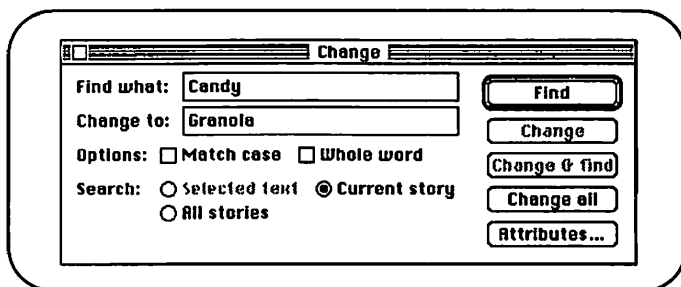 Change
Find what: Candy
Change to: Granola
Options: Match case Whole word
Search: Selected text Current story
All stories
Find
Change
Change & find
Change all
Attributes...